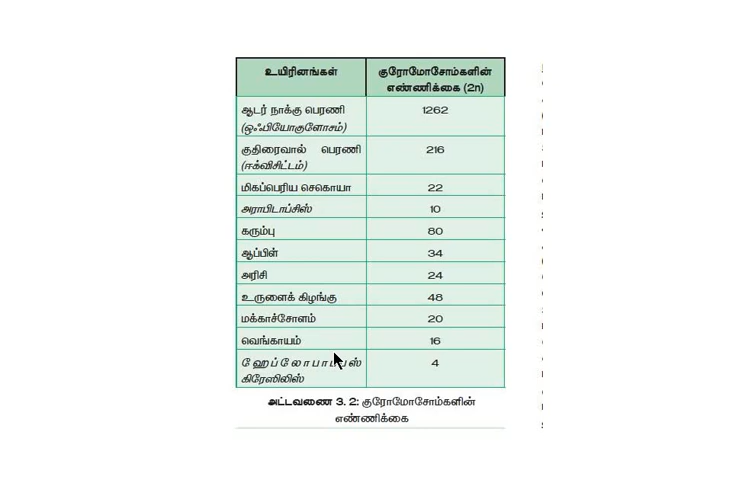 உயிரினங்கள்
குரோமோசோம்களின்
எண்ணிக்கை (2n)
ஆடர் நாக்கு பெரணி
(ஒஃபியோகுளோசம்)
1262
குதிரைவால் பெரணி
(ஈக்விசிட்டம்)
216
மிகப்பெரிய செகொயா 22
அராபிடாப்சிஸ் 10
கரும்பு 80
ஆப்பிள் 34
அரிசி 24
உருளைக் கிழங்கு 48
மக்காச்சோளம் 20
வெங்காயம் 16
கிரேஸிலிஸ்
4
அட்டவணை 3. 2: குரோமோசோம்களின்
எண்ணிக்கை